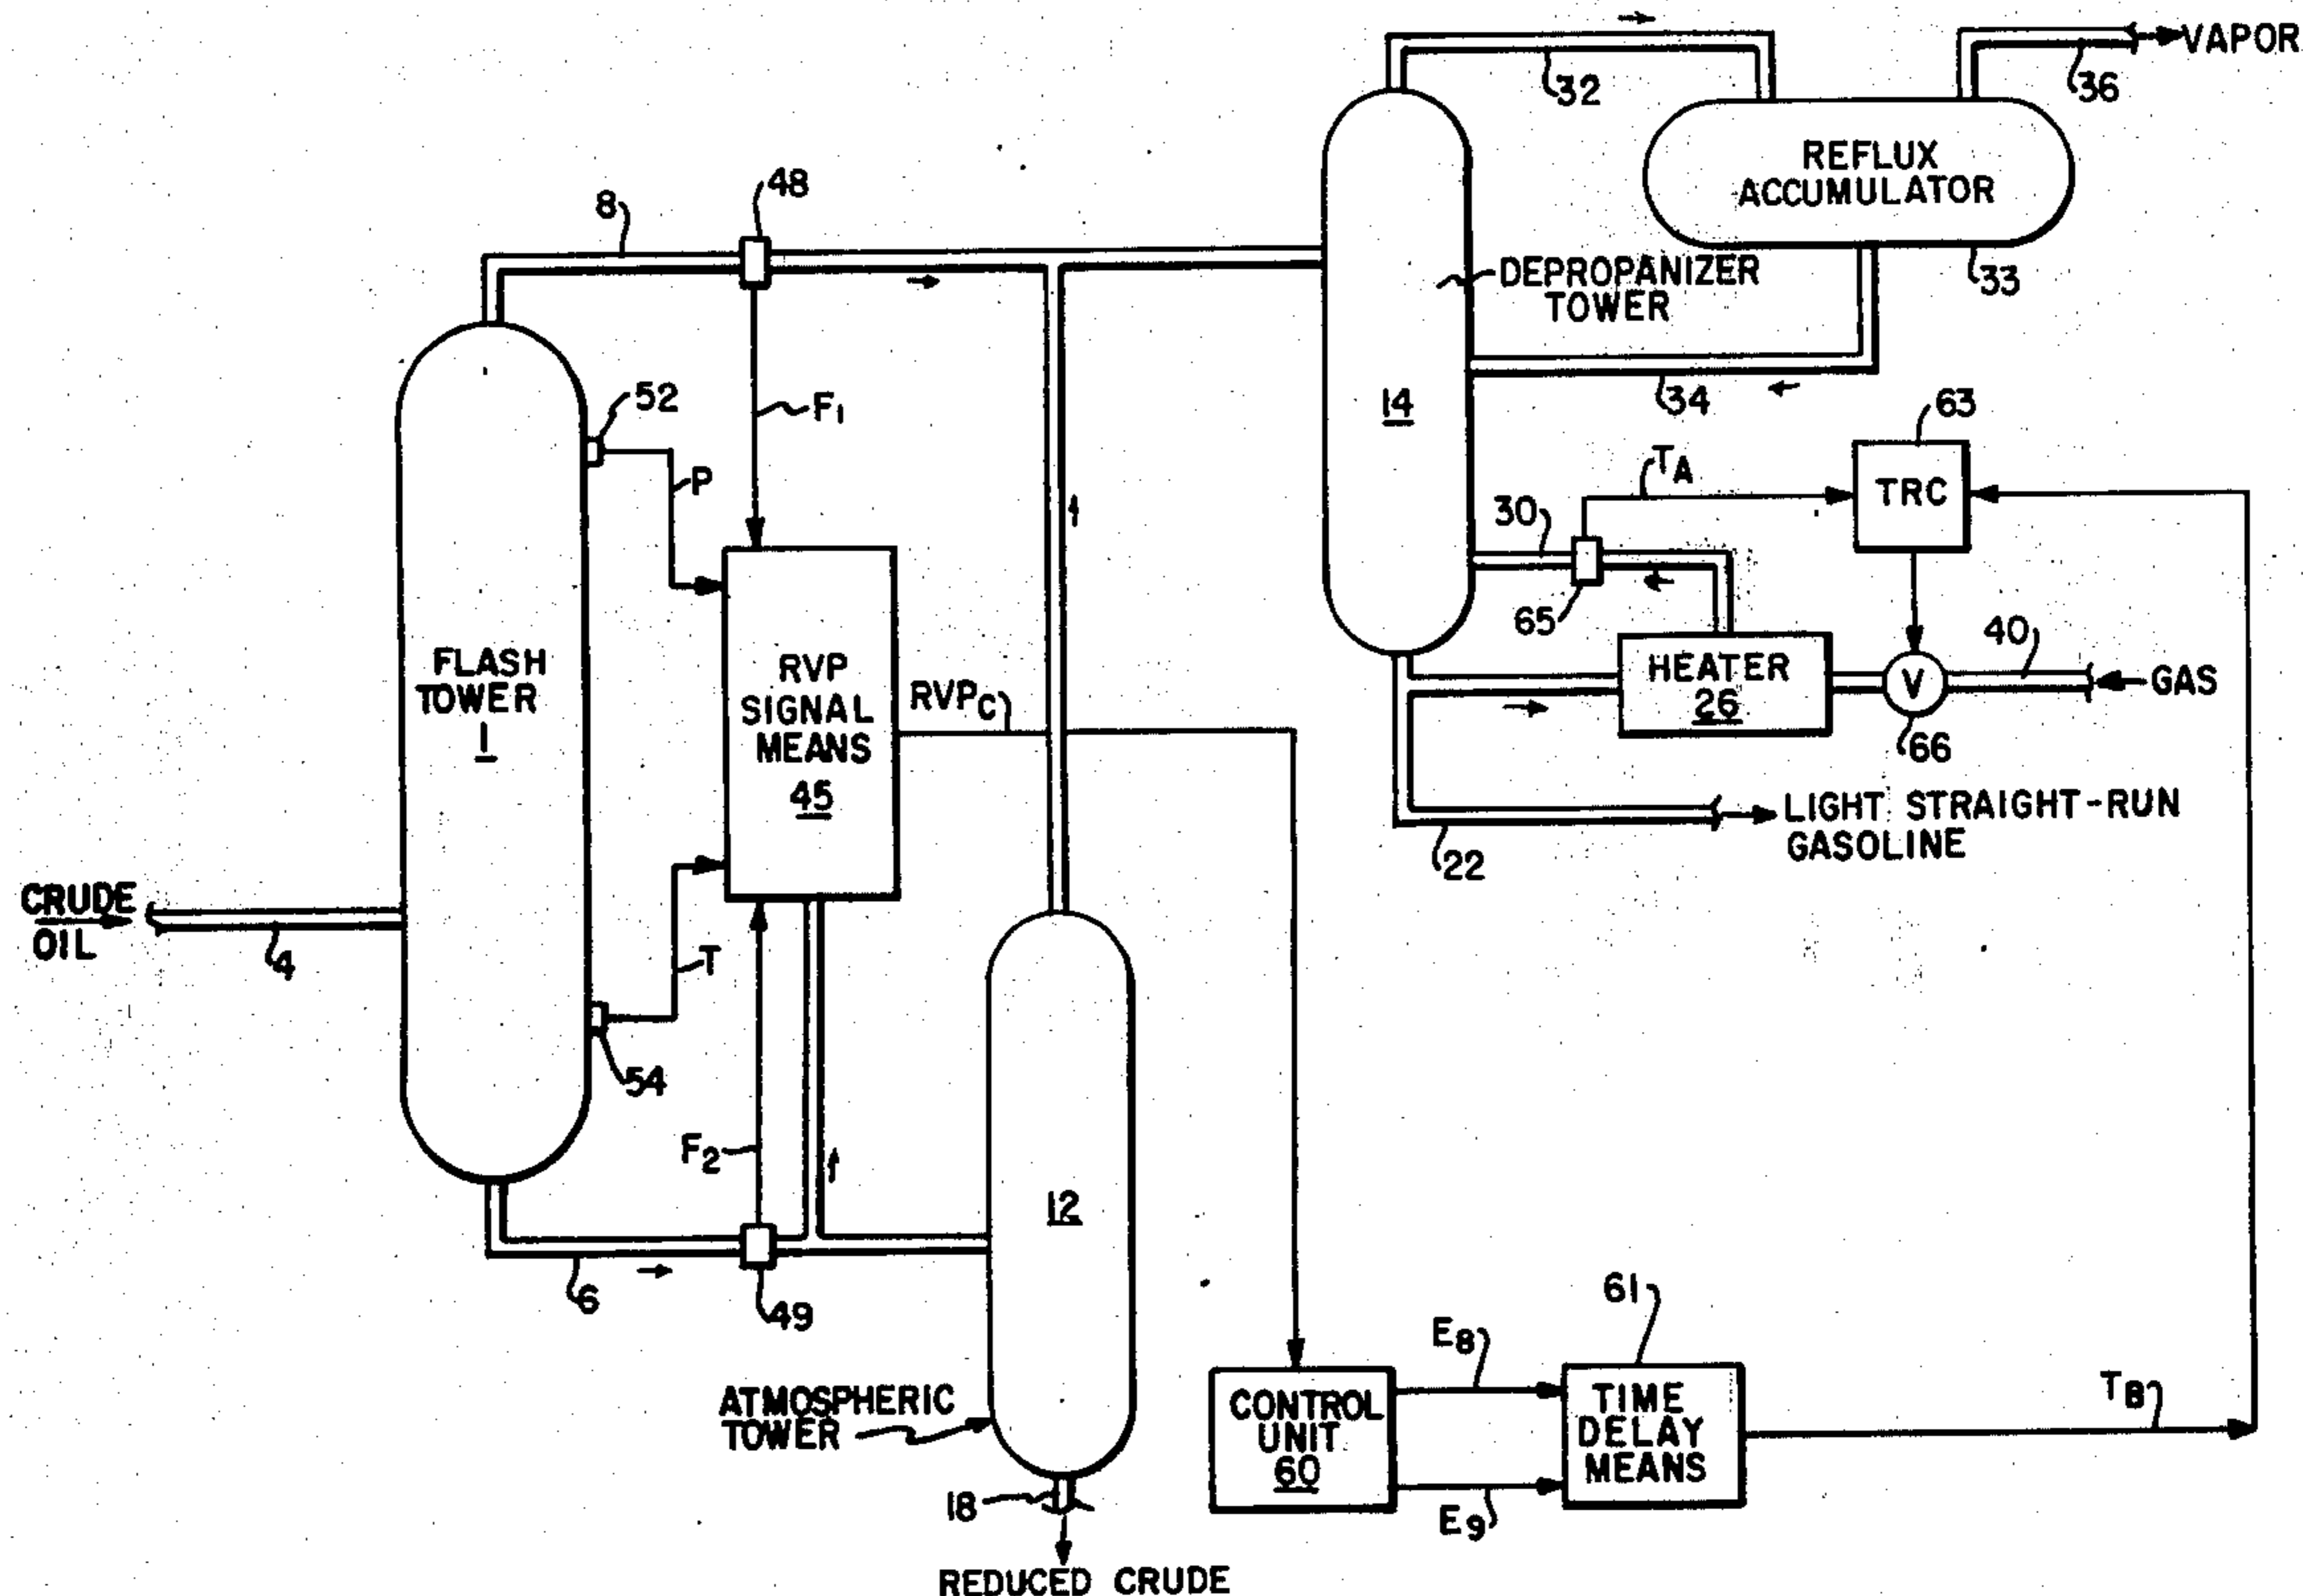 VAPOR
32
36
REFLUX
ACCUMULATOR
33
8
48
DEPROPANIZER
TOWER
34
14
52
F1
P
63
TA
TRC
30
65
FLASH
TOWER
1
RVP
SIGNAL
MEANS
45
RVPC
HEATER
26
V
66
40
GAS
LIGHT STRAIGHT-RUN
GASOLINE
22
CRUDE
OIL
4
T
54
F2
12
6
49
61
E8
TB
ATMOSPHERIC
TOWER
CONTROL
UNIT
60
TIME
DELAY
MEANS
E9
18
REDUCED CRUDE